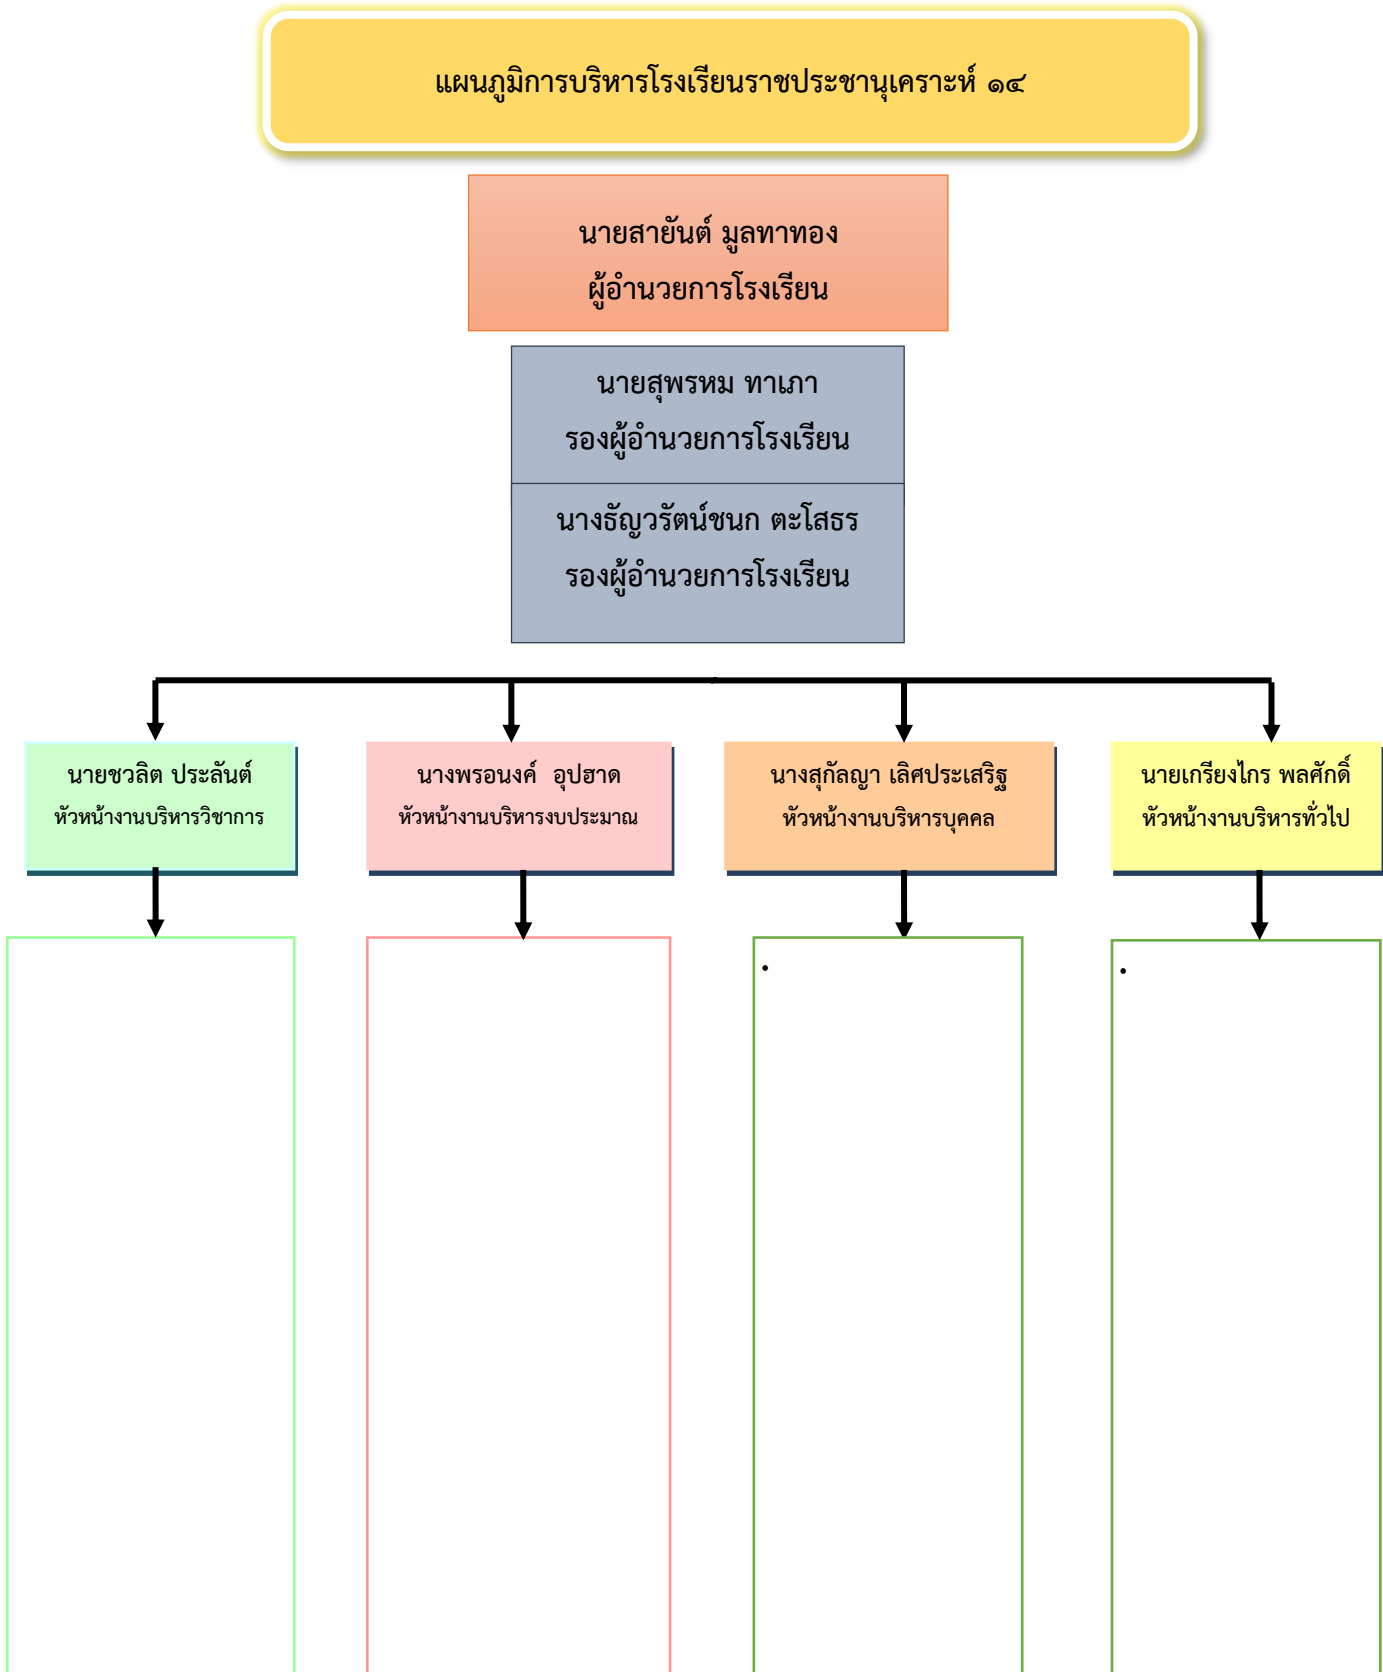 แผนภูมิการบริหารโรงเรียนราชประชานุเคราะห์ ๑๔
นายสายันต์ มูลทาทอง
ผู้อำนวยการโรงเรียน
นายสุพรหม ทาเภา
รองผู้อำนวยการโรงเรียน
นางธัญวรัตน์ชนก ตะโสธร
รองผู้อำนวยการโรงเรียน
นายชวลิต ประลันต์
หัวหน้างานบริหารวิชาการ
นางพรอนงค์ อุปฮาด
หัวหน้างานบริหารงบประมาณ
นางสุกัลญา เลิศประเสริฐ
หัวหน้างานบริหารบุคคล
นายเกรียงไกร พลศักดิ์
หัวหน้างานบริหารทั่วไป